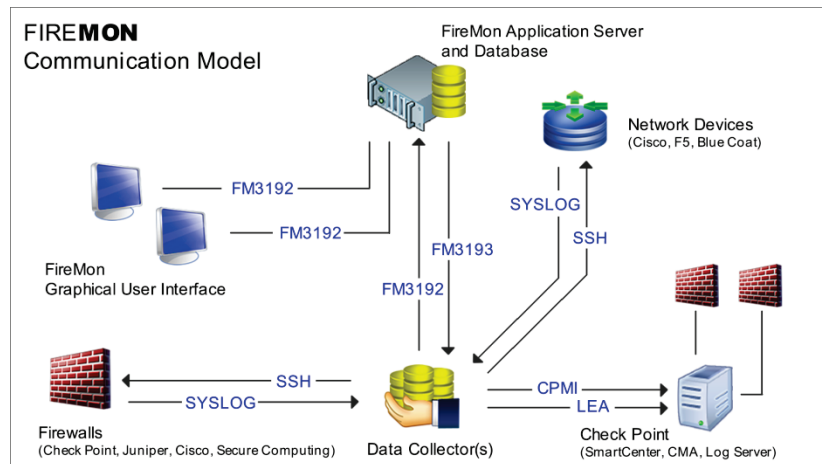 FIREMON
Communication Model
FireMon Application Server
and Database
Network Devices
(Cisco, F5, Blue Coat)
FM3192
FM3192
SYSLOG
SSH
FM3193
FM3192
FireMon
Graphical User Interface
SSH
SYSLOG
CPMI
LEA
Firewalls
(Check Point, Juniper, Cisco, Secure Computing)
Data Collector(s)
Check Point
(SmartCenter, CMA, Log Server)